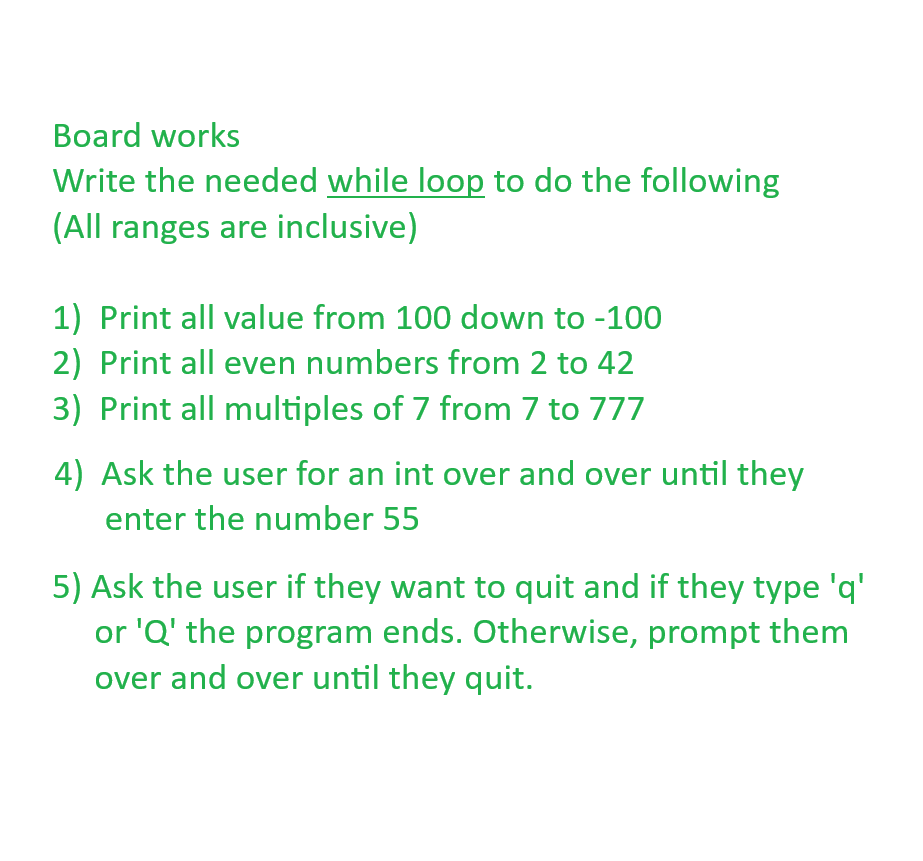 Board works
Write the needed while loop to do the following
(All ranges are inclusive)
1) Print all value from 100 down to -100
2) Print all even numbers from 2 to 42
3) Print all multiples of 7 from 7 to 777
4) Ask the user for an int over and over until they
enter the number 55
5) Ask the user if they want to quit and if they type 'q'
or 'Q' the program ends. Otherwise, prompt them
over and over until they quit.